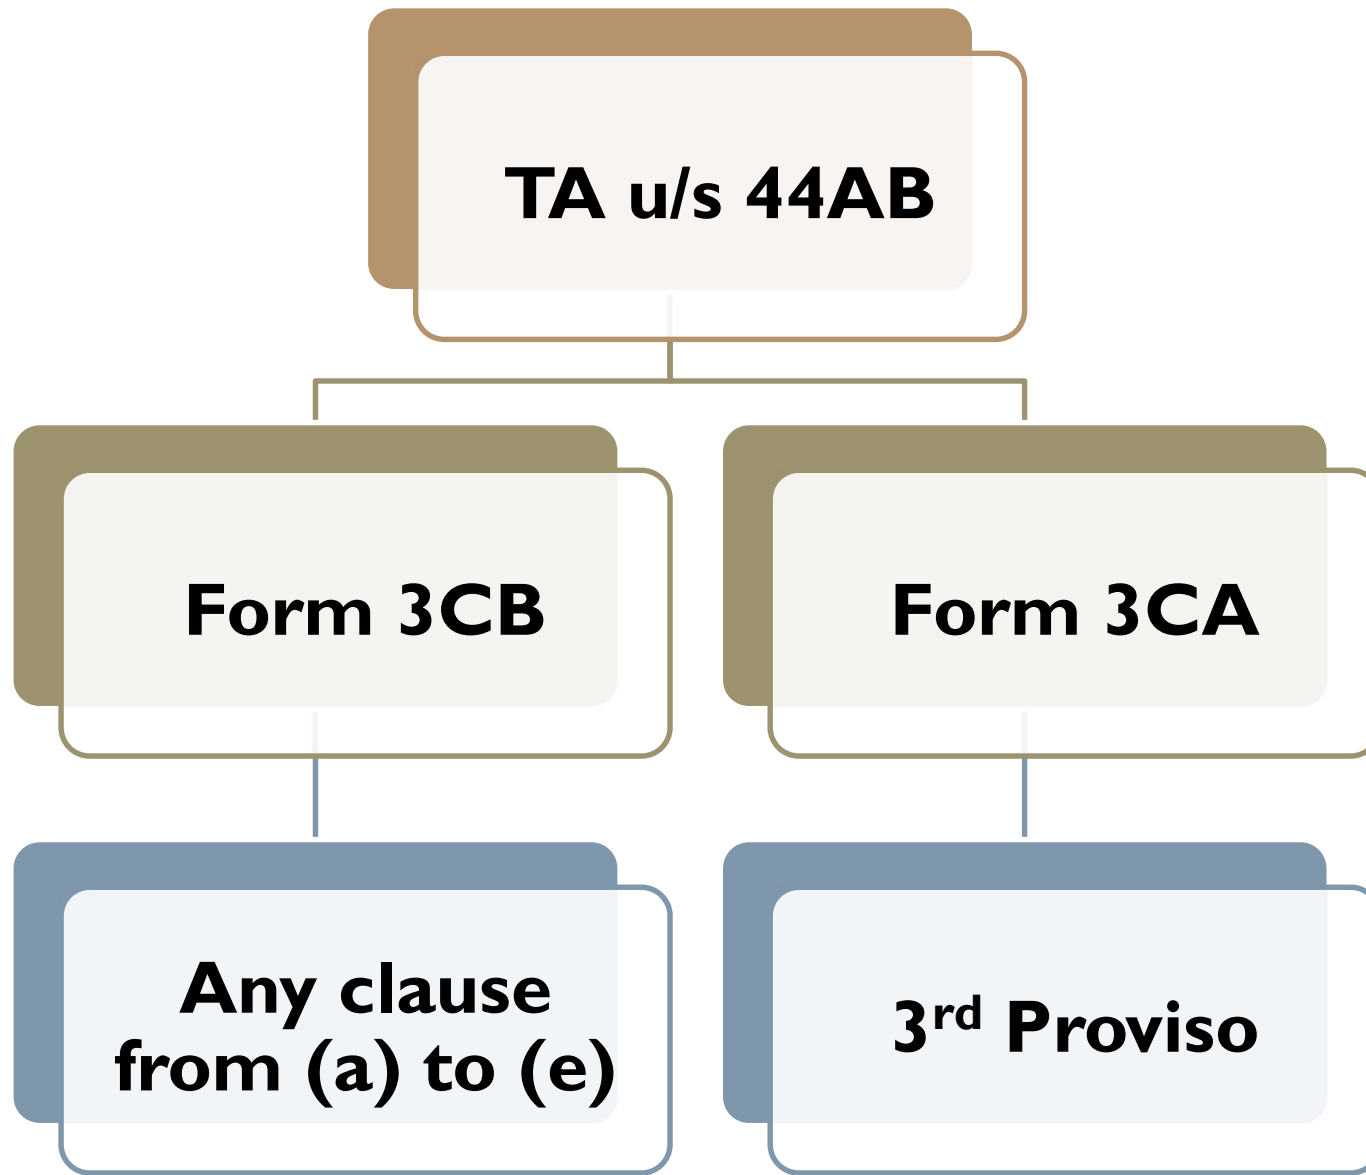 TA u/s 44AB
Form 3CB
Form 3CA
Any clause
from (a) to (e)
3rd Proviso